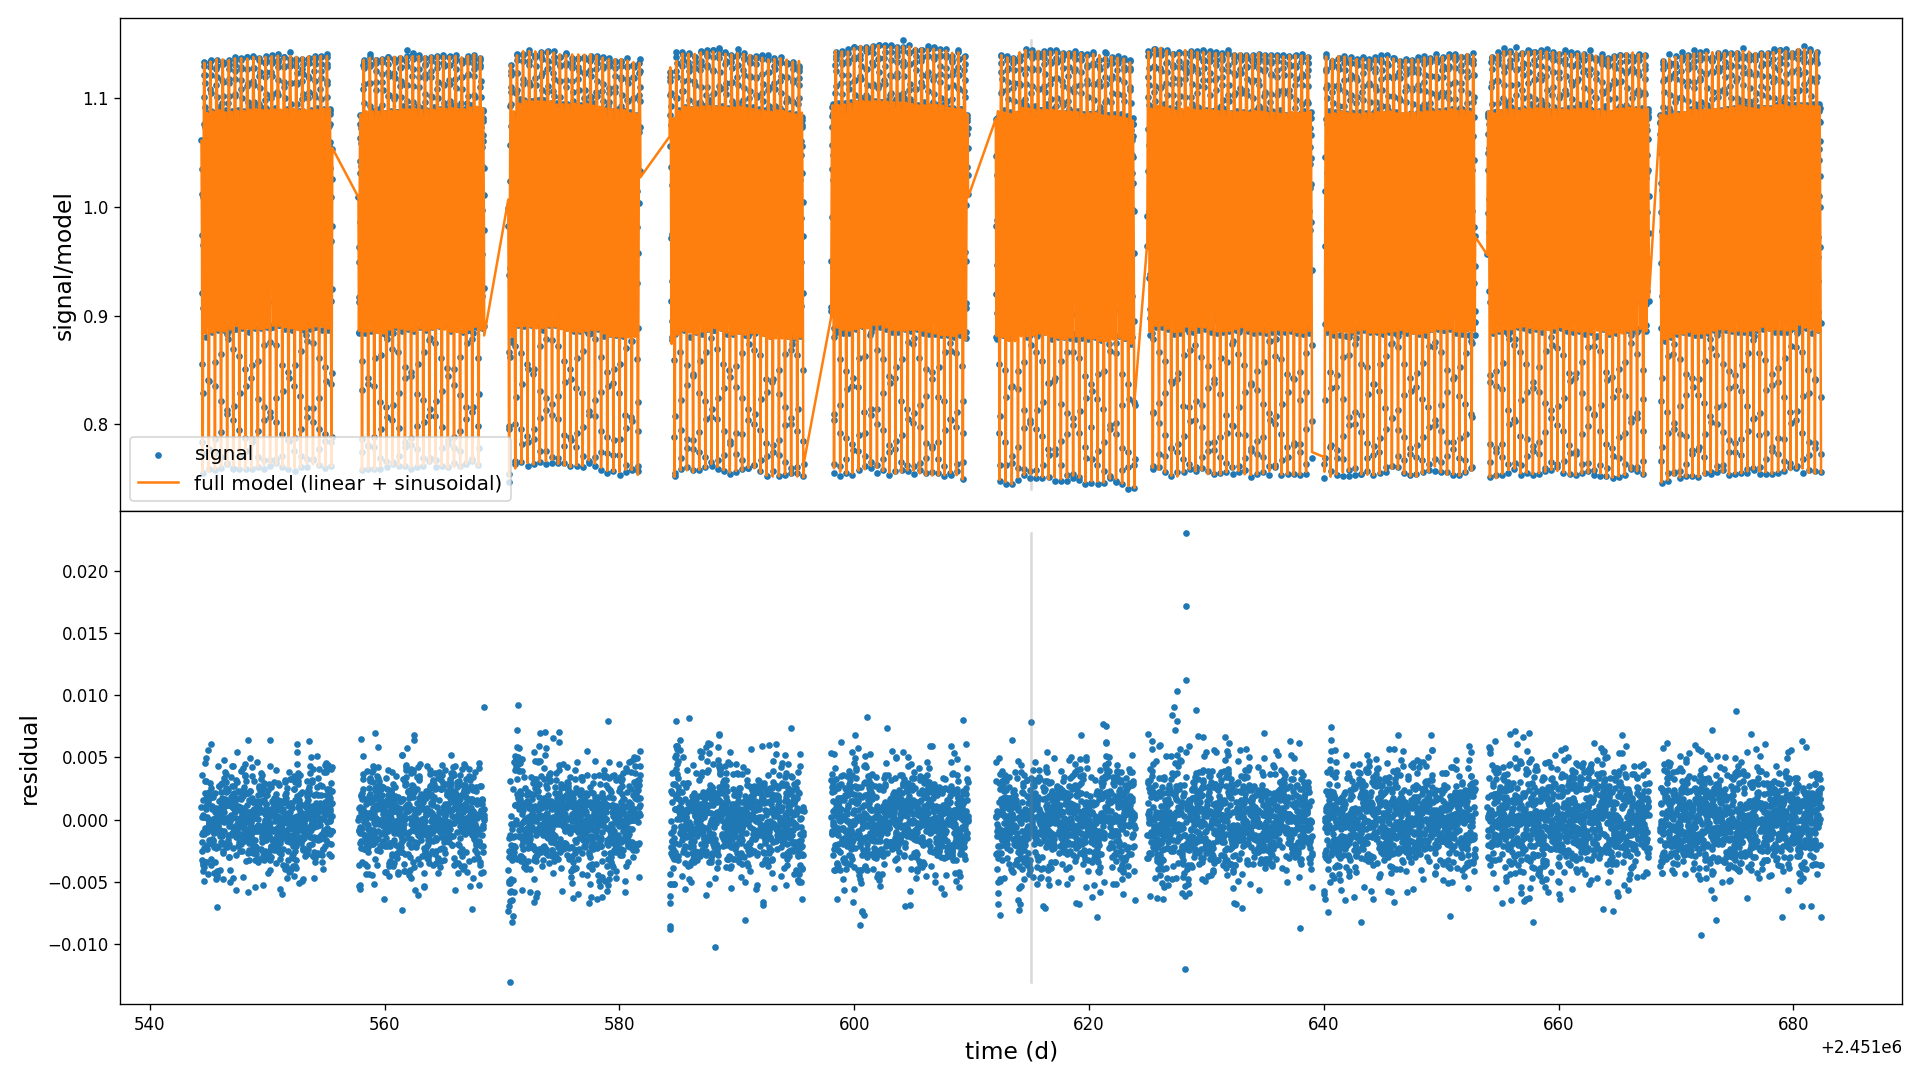 signal/model
1.1
1.0
0.9
0.8
signal
full model (linear + sinusoidal)
residual
0.020
0.015
0.010
0.005
0.000
−0.005
−0.010
540 560 580 600 620 640 660 680
time (d)
+2.451e6